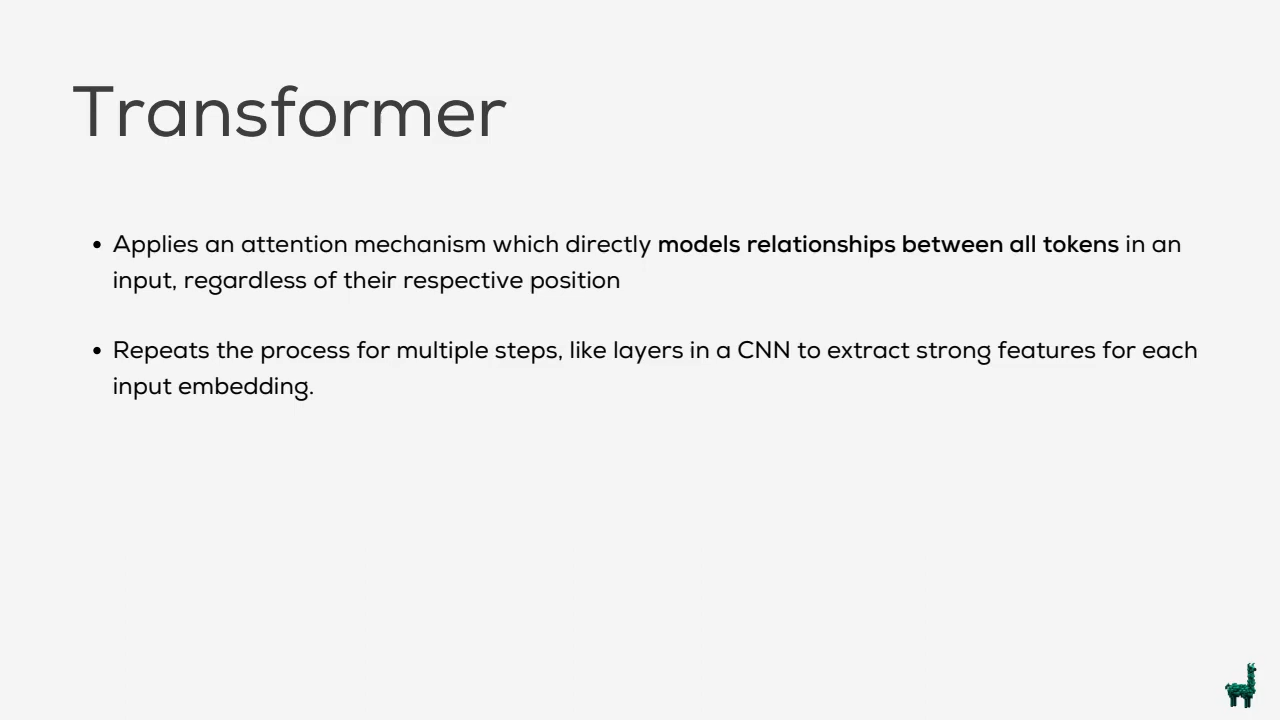 Transformer
• Applies an attention mechanism which directly models relationships between all tokens in an
input, regardless of their respective position
• Repeats the process for multiple steps, like layers in a CNN to extract strong features for each
input embedding.